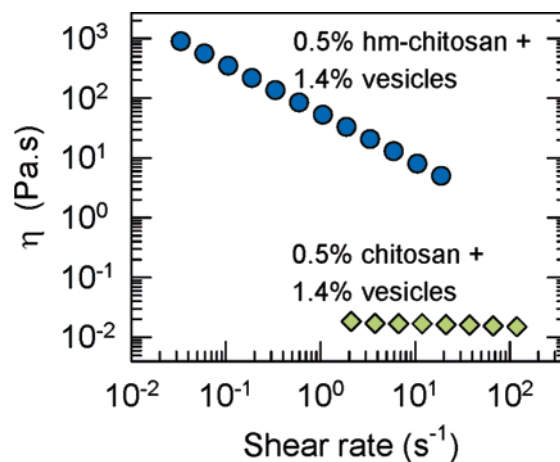 η (Pa.s)
10³
10²
10¹
10⁰
10⁻¹
10⁻²
0.5% hm-chitosan +
1.4% vesicles
0.5% chitosan +
1.4% vesicles
10⁻² 10⁻¹ 10⁰ 10¹ 10²
Shear rate (s⁻¹)